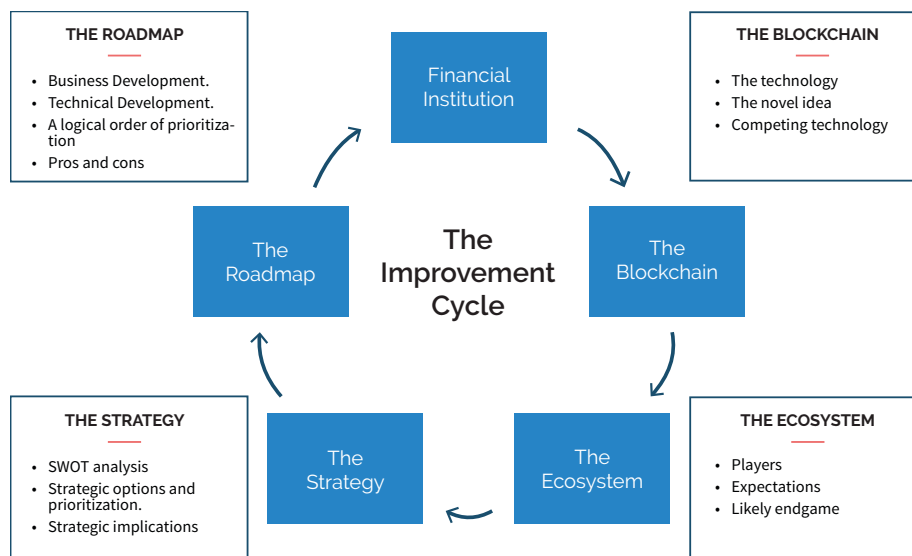 THE ROADMAP
• Business Development.
• Technical Development.
• A logical order of prioritiza-
tion
• Pros and cons
Financial
Institution
THE BLOCKCHAIN
• The technology
• The novel idea
• Competing technology
The
Roadmap
The
Improvement
Cycle
The
Blockchain
THE STRATEGY
• SWOT analysis
• Strategic options and
prioritization.
• Strategic implications
The
Strategy
The
Ecosystem
THE ECOSYSTEM
• Players
• Expectations
• Likely endgame